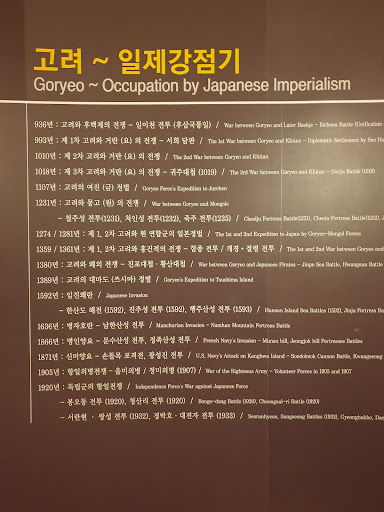 고려 ~ 일제강점기
Goryeo ~ Occupation by Japanese Imperialism
936년 : 고려와 후백제의 전쟁 - 일이천 전투 (후삼국통일) / War between Goryeo and Later Baekje - Ilicheon Battle (Unification
993년 : 제 1차 고려와 거란 (요) 의 전쟁 - 서희 담판 / The 1st War between Goryeo and Khitan - Diplomatic Settlement by Seo Hu
1010년 : 제 2차 고려와 거란 (요) 의 전쟁 / The 2nd War between Goryeo and Khitan
1018년 : 제 3차 고려와 거란 (요) 의 전쟁 - 귀주대첩 (1019) / The 3rd War between Goryeo and Khitan - Gwiju Battle (1019)
1107년 : 고려의 여진 (금) 정벌 / Goryeo Force's Expedition to Jurchen
1231년 : 고려와 몽고 (원) 의 전쟁 / War between Goryeo and Mongols
- 철주성 전투(1231), 처인성 전투(1232), 죽주 전투(1235) / Cheolju Fortress Battle(1231), Cheoin Fortress Battle(1232), J
1274 / 1281년 : 제 1, 2차 고려와 원 연합군의 일본정벌 / The 1st and 2nd Expedition to Japan by Goryeo-Mongol Forces
1359 / 1361년 : 제 1, 2차 고려와 홍건적의 전쟁 - 함종 전투 / 개경 · 절령 전투 / The 1st and 2nd War between Goryeo and
1380년 : 고려와 왜의 전쟁 - 진포대첩 · 황산대첩 / War between Goryeo and Japanese Pirates - Jinpo Sea Battle, Hwangsan Battle
1389년 : 고려의 대마도 (쓰시마) 정벌 / Goryeo's Expedition to Tsushima Island
1592년 : 임진왜란 / Japanese Invasion
- 한산도 해전 (1592), 진주성 전투 (1592), 행주산성 전투 (1593) / Hansan Island Sea Battles (1592), Jinju Fort
1636년 : 병자호란 - 남한산성 전투 / Manchurian Invasion - Namhan Mountain Fortress Battle
1866년 : 병인양요 - 문수산성 전투, 정족산성 전투 / French Navy's Invasion - Munsu hill, Jeongjok hill Fortresses Battles
1871년 : 신미양요 - 손돌목 포격전, 광성진 전투 / U.S. Navy's Attack on Kanghwa Island - Sondolmok Cannon Battle, Kwangseong
1905년 : 항일의병전쟁 - 을미의병 / 정미의병 (1907) / War of the Righteous Army - Volunteer Forces in 1905 and 1907
1920년 : 독립군의 항일전쟁 / Independence Force's War against Japanese Force
- 봉오동 전투 (1920), 청산리 전투 (1920) / Bongo-dong Battle (1920), Cheongsal-ri Battle (1920)
- 서란현 · 쌍성 전투 (1932), 경박호 · 대전자 전투 (1933) / Seoranhyeon, Sangseong Battles (1932), Gyeongbakho, Dae